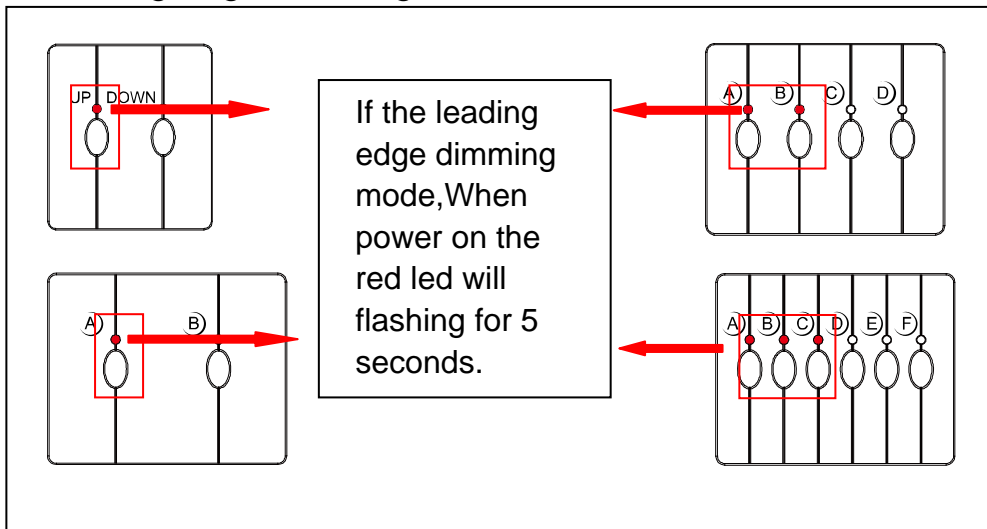 UP DOWN
A B
If the leading
edge dimming
mode,When
power on the
red led will
flashing for 5
seconds.
A B C D
A B C D E F